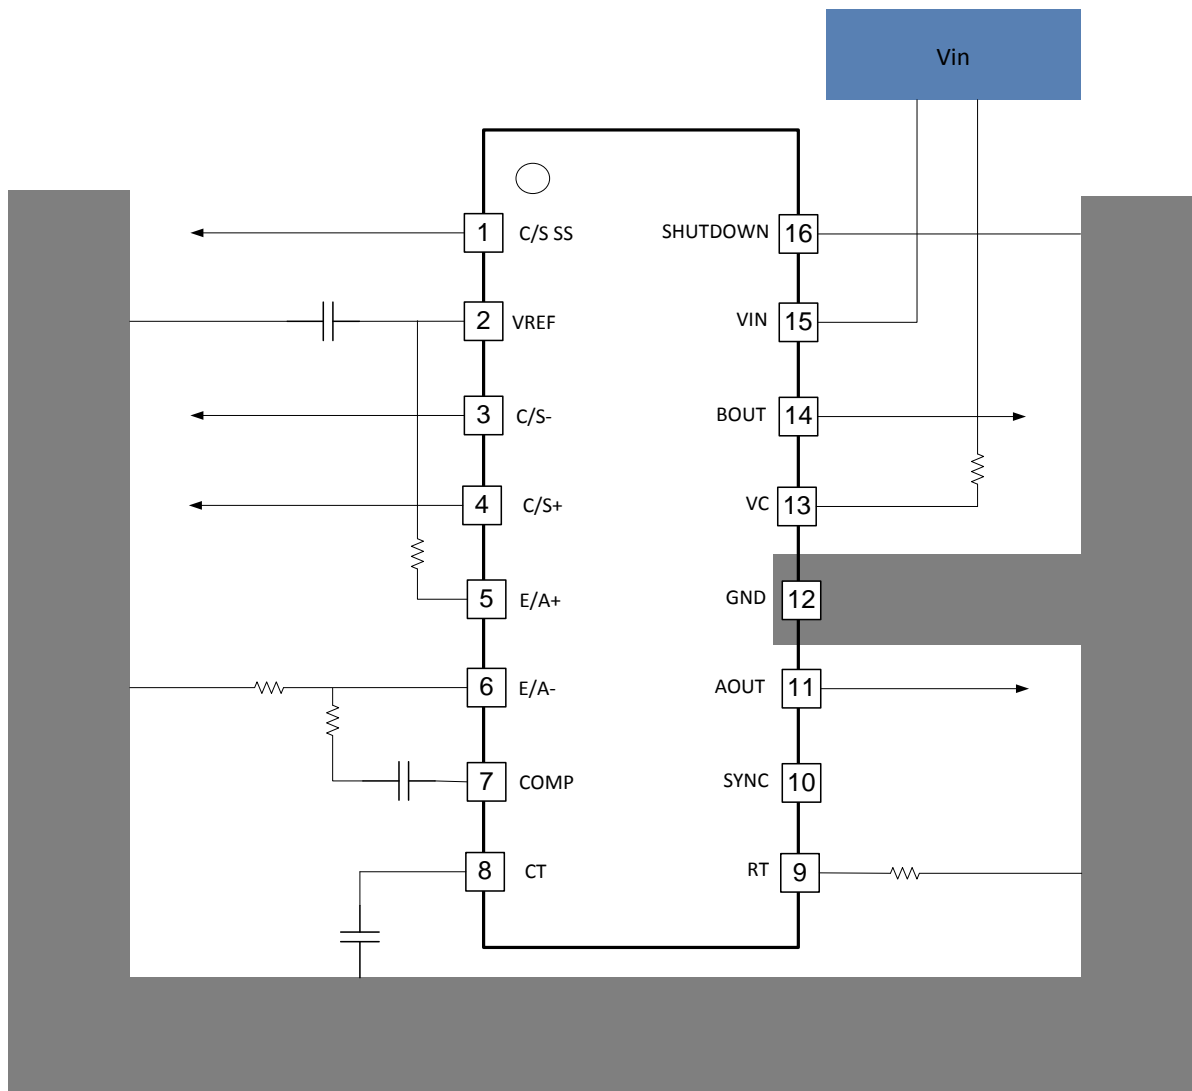 Vin
1 C/S SS SHUTDOWN 16
2 VREF VIN 15
3 C/S- BOUT 14
4 C/S+ VC 13
5 E/A+ GND 12
6 E/A- AOUT 11
7 COMP SYNC 10
8 CT RT 9